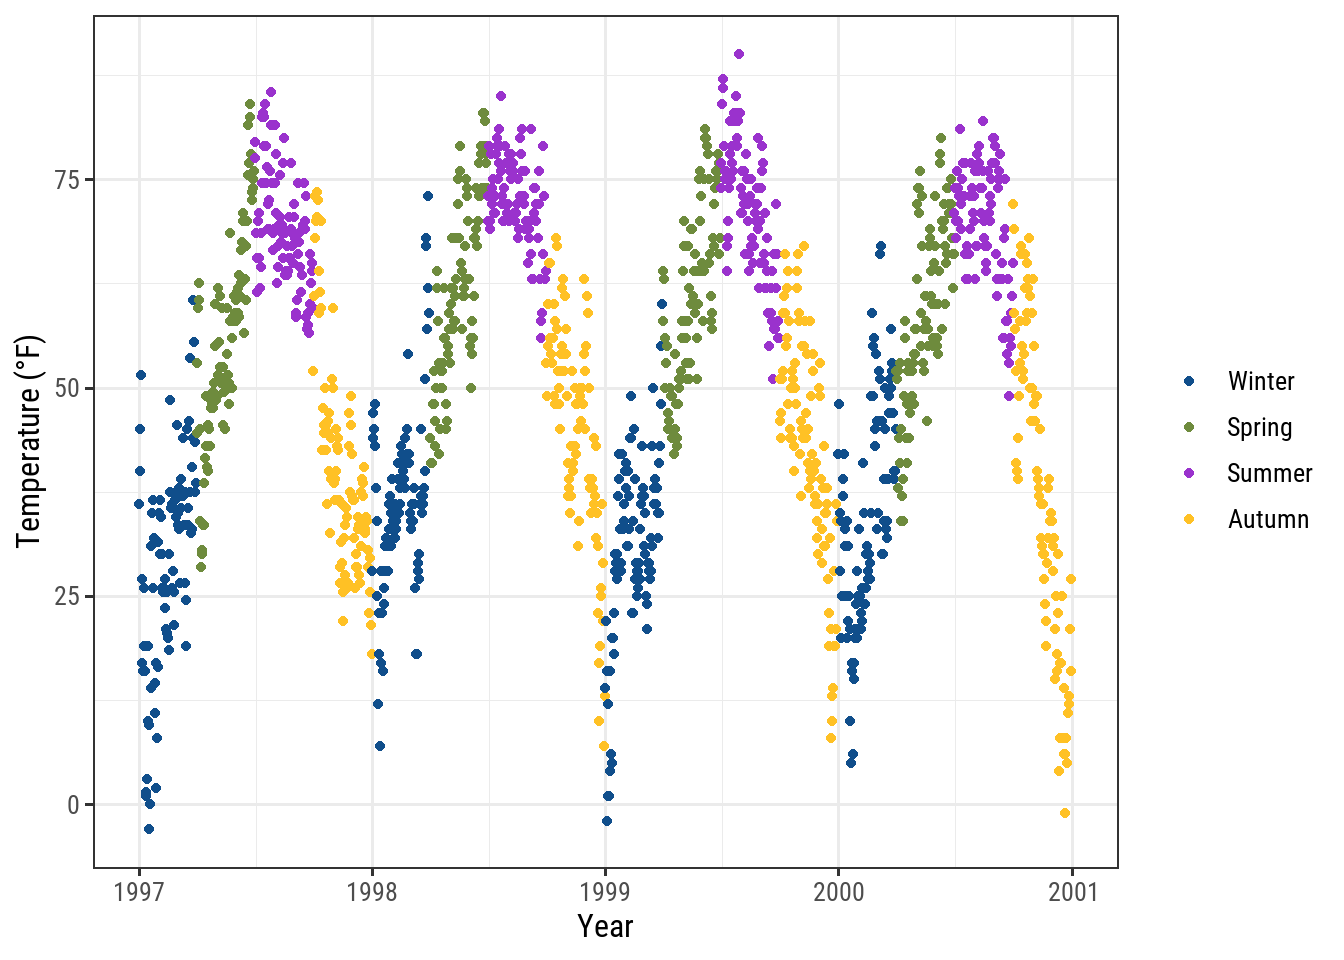 Temperature (°F)
75
50
25
0
1997 1998 1999 2000 2001
Year
Winter
Spring
Summer
Autumn